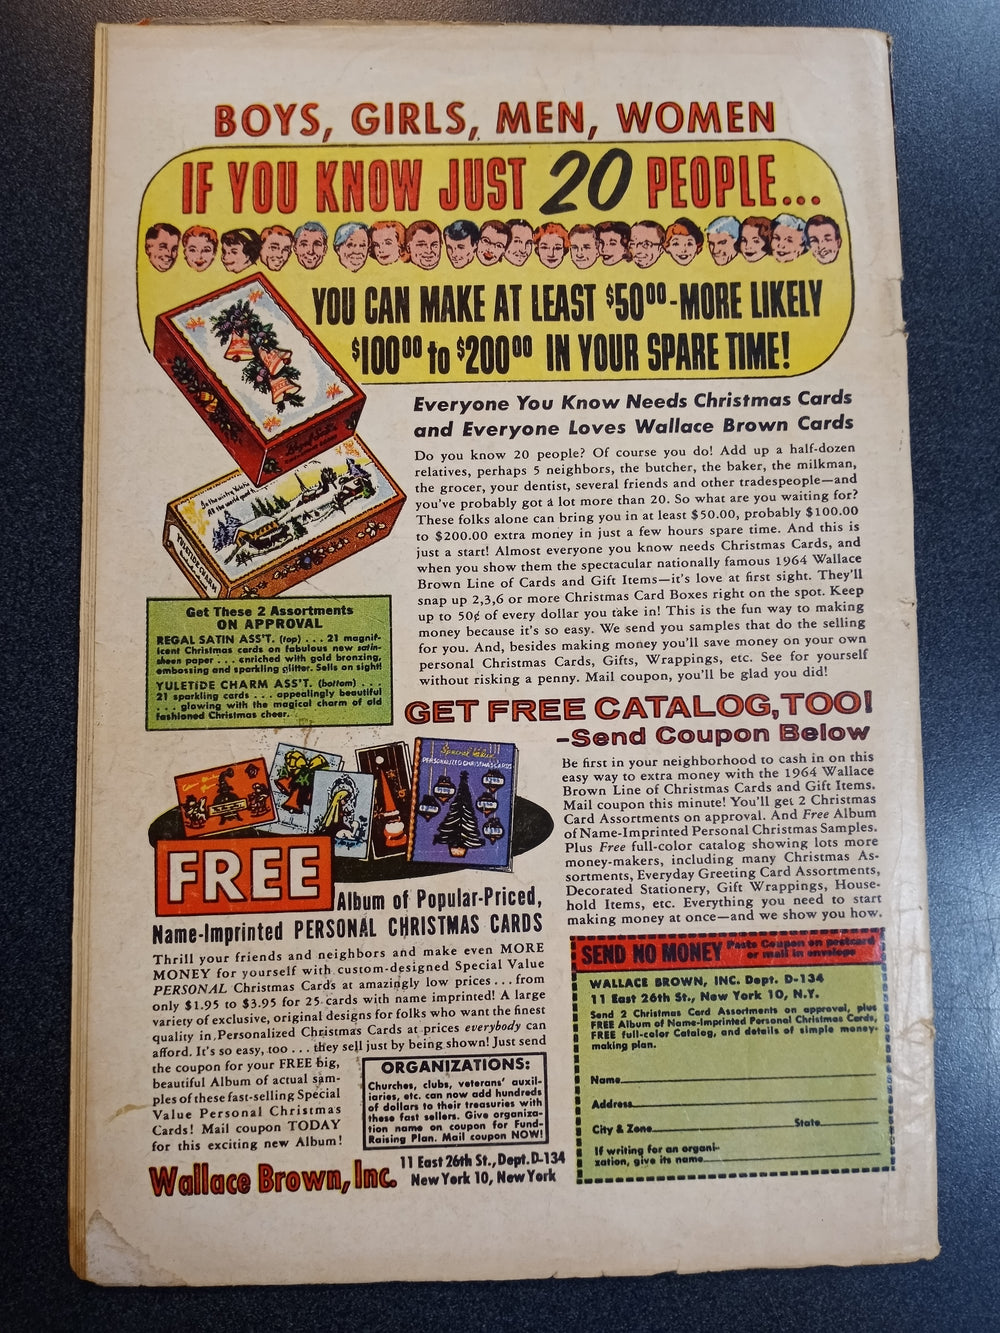 BOYS, GIRLS, MEN, WOMEN
IF YOU KNOW JUST 20 PEOPLE...
YOU CAN MAKE AT LEAST $50⁰⁰-MORE LIKELY
$100⁰⁰ to $200⁰⁰ IN YOUR SPARE TIME!
Everyone You Know Needs Christmas Cards
and Everyone Loves Wallace Brown Cards
Do you know 20 people? Of course you do! Add up a half-dozen
relatives, perhaps 5 neighbors, the butcher, the baker, the milkman,
the grocer, your dentist, several friends and other tradespeople—and
you've probably got a lot more than 20. So what are you waiting for?
These folks alone can bring you in at least $50.00, probably $100.00
to $200.00 extra money in just a few hours spare time. And this is
just a start! Almost everyone you know needs Christmas Cards, and
when you show them the spectacular nationally famous 1964 Wallace
Brown Line of Cards and Gift Items—it's love at first sight. They'll
snap up 2,3,6 or more Christmas Card Boxes right on the spot. Keep
up to 50¢ of every dollar you take in! This is the fun way to making
money because it's so easy. We send you samples that do the selling
for you. And, besides making money you'll save money on your own
personal Christmas Cards, Gifts, Wrappings, etc. See for yourself
without risking a penny. Mail coupon, you'll be glad you did!
Regal Satin
YULETIDE CHARM
Get These 2 Assortments
ON APPROVAL
REGAL SATIN ASS'T. (top) . . . 21 magnif-
icent Christmas cards on fabulous new satin-
sheen paper . . . enriched with gold bronzing,
embossing and sparkling glitter. Sells on sight!
YULETIDE CHARM ASS'T. (bottom) . . .
21 sparkling cards . . . appealingly beautiful
. . . glowing with the magical charm of old
fashioned Christmas cheer.
GET FREE CATALOG, TOO!
-Send Coupon Below
Be first in your neighborhood to cash in on this
easy way to extra money with the 1964 Wallace
Brown Line of Christmas Cards and Gift Items.
Mail coupon this minute! You'll get 2 Christmas
Card Assortments on approval. And Free Album
of Name-Imprinted Personal Christmas Samples.
Plus Free full-color catalog showing lots more
money-makers, including many Christmas As-
sortments, Everyday Greeting Card Assortments,
Decorated Stationery, Gift Wrappings, House-
hold Items, etc. Everything you need to start
making money at once—and we show you how.
Special Value
PERSONALIZED CHRISTMAS CARDS
FREE Album of Popular-Priced,
Name-Imprinted PERSONAL CHRISTMAS CARDS
Thrill your friends and neighbors and make even MORE
MONEY for yourself with custom-designed Special Value
PERSONAL Christmas Cards at amazingly low prices . . . from
only $1.95 to $3.95 for 25 cards with name imprinted! A large
variety of exclusive, original designs for folks who want the finest
quality in Personalized Christmas Cards at prices everybody can
afford. It's so easy, too . . . they sell just by being shown! Just send
the coupon for your FREE big,
beautiful Album of actual sam-
ples of these fast-selling Special
Value Personal Christmas
Cards! Mail coupon TODAY
for this exciting new Album!
ORGANIZATIONS:
Churches, clubs, veterans' auxil-
iaries, etc. can now add hundreds
of dollars to their treasuries with
these fast sellers. Give organiza-
tion name on coupon for Fund-
Raising Plan. Mail coupon NOW!
Wallace Brown, Inc. 11 East 26th St., Dept. D-134
New York 10, New York
SEND NO MONEY Paste Coupon on postcard
or mail in envelope
WALLACE BROWN, INC. Dept. D-134
11 East 26th St., New York 10, N.Y.
Send 2 Christmas Card Assortments on approval, plus
FREE Album of Name-Imprinted Personal Christmas Cards,
FREE full-color Catalog, and details of simple money-
making plan.
Name
Address
City & Zone State
If writing for an organi-
zation, give its name